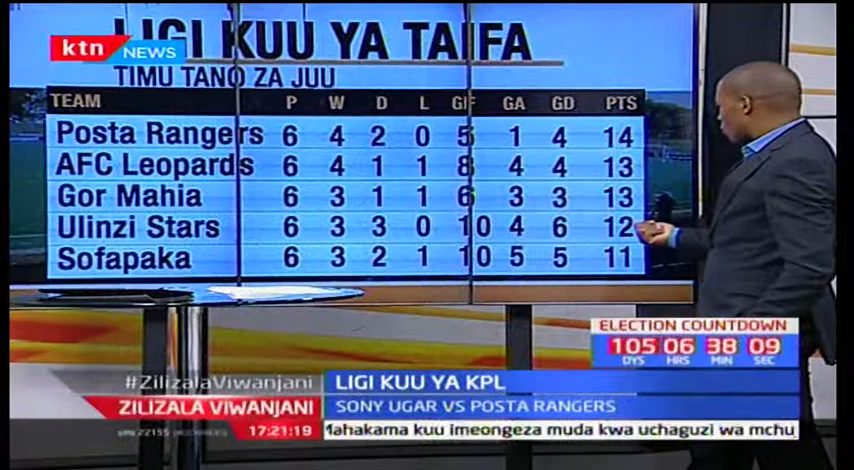 LIGI KUU YA TAIFA
ktn NEWS
TIMU TANO ZA JUU
TEAM P W D L GF GA GD PTS
Posta Rangers 6 4 2 0 5 1 4 14
AFC Leopards 6 4 1 1 8 4 4 13
Gor Mahia 6 3 1 1 6 3 3 13
Ulinzi Stars 6 3 3 0 10 4 6 12
Sofapaka 6 3 2 1 10 5 5 11
ELECTION COUNTDOWN
105 06 38 09
DYS HRS MIN SEC
#ZilizalaViwanjani
LIGI KUU YA KPL
ZILIZALA VIWANJANI
SONY UGAR VS POSTA RANGERS
SMS 22155
17:21:19
Mahakama kuu imeongeza muda kwa uchaguzi wa mchu